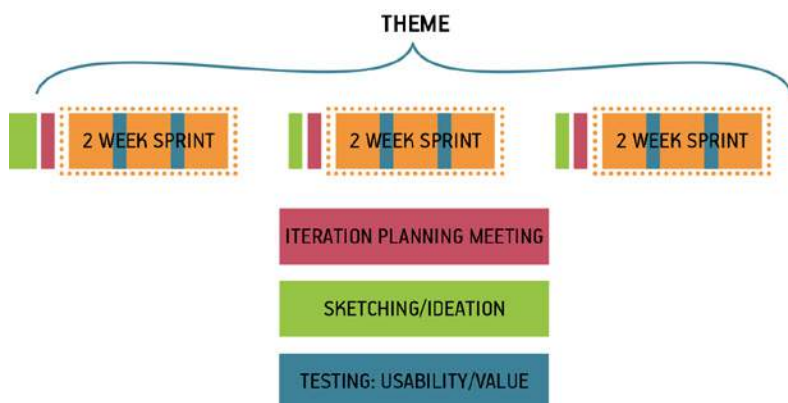 THEME
2 WEEK SPRINT
2 WEEK SPRINT
2 WEEK SPRINT
ITERATION PLANNING MEETING
SKETCHING/IDEATION
TESTING: USABILITY/VALUE